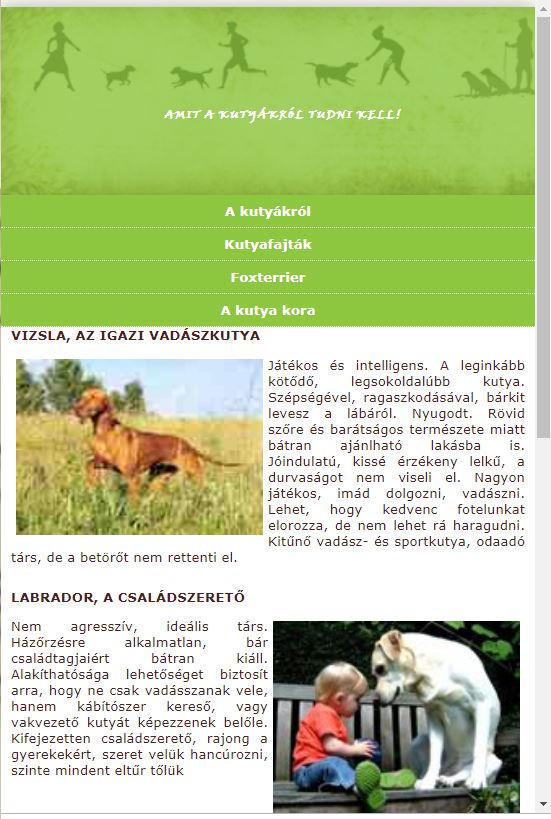 AMIT A KUTYÁKRÓL TUDNI KELL!
A kutyákról
Kutyafajták
Foxterrier
A kutya kora
VIZSLA, AZ IGAZI VADÁSZKUTYA
Játékos és intelligens. A leginkább
kötődő, legsokoldalúbb kutya.
Szépségével, ragaszkodásával, bárkit
levesz a lábáról. Nyugodt. Rövid
szőre és barátságos természete miatt
bátran ajánlható lakásba is.
Jóindulatú, kissé érzékeny lelkű, a
durvaságot nem viseli el. Nagyon
játékos, imád dolgozni, vadászni.
Lehet, hogy kedvenc fotelunkat
elorozza, de nem lehet rá haragudni.
Kitűnő vadász- és sportkutya, odaadó
társ, de a betörőt nem rettenti el.
LABRADOR, A CSALÁDSZERETŐ
Nem agresszív, ideális társ.
Házőrzésre alkalmatlan, bár
családtagjaiért bátran kiáll.
Alakíthatósága lehetőséget biztosít
arra, hogy ne csak vadásszanak vele,
hanem kábítószer kereső, vagy
vakvezető kutyát képezzenek belőle.
Kifejezetten családszerető, rajong a
gyerekekért, szeret velük hancúrozni,
szinte mindent eltűr tőlük